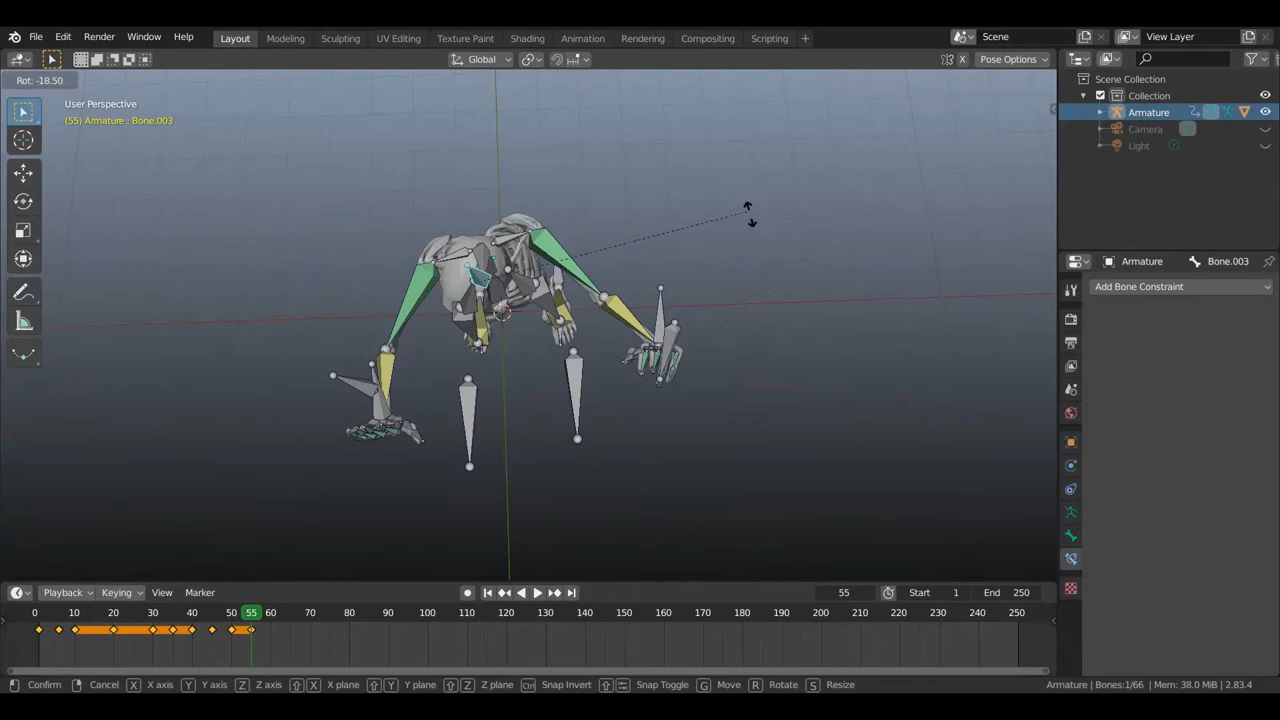 File Edit Render Window Help Layout Modeling Sculpting UV Editing Texture Paint Shading Animation Rendering Compositing Scripting + Scene View Layer
Global X Pose Options
Rot: -18.50
User Perspective
(55) Armature : Bone.003
Scene Collection
Collection
Armature
Camera
Light
Armature Bone.003
Add Bone Constraint
Playback Keying View Marker 55 Start 1 End 250
0 10 20 30 40 50 55 60 70 80 90 100 110 120 130 140 150 160 170 180 190 200 210 220 230 240 250
Confirm Cancel X X axis Y Y axis Z Z axis X X plane Y Y plane Z Z plane Ctrl Snap Invert Snap Toggle G Move R Rotate S Resize Armature | Bones:1/66 | Mem: 38.0 MiB | 2.83.4